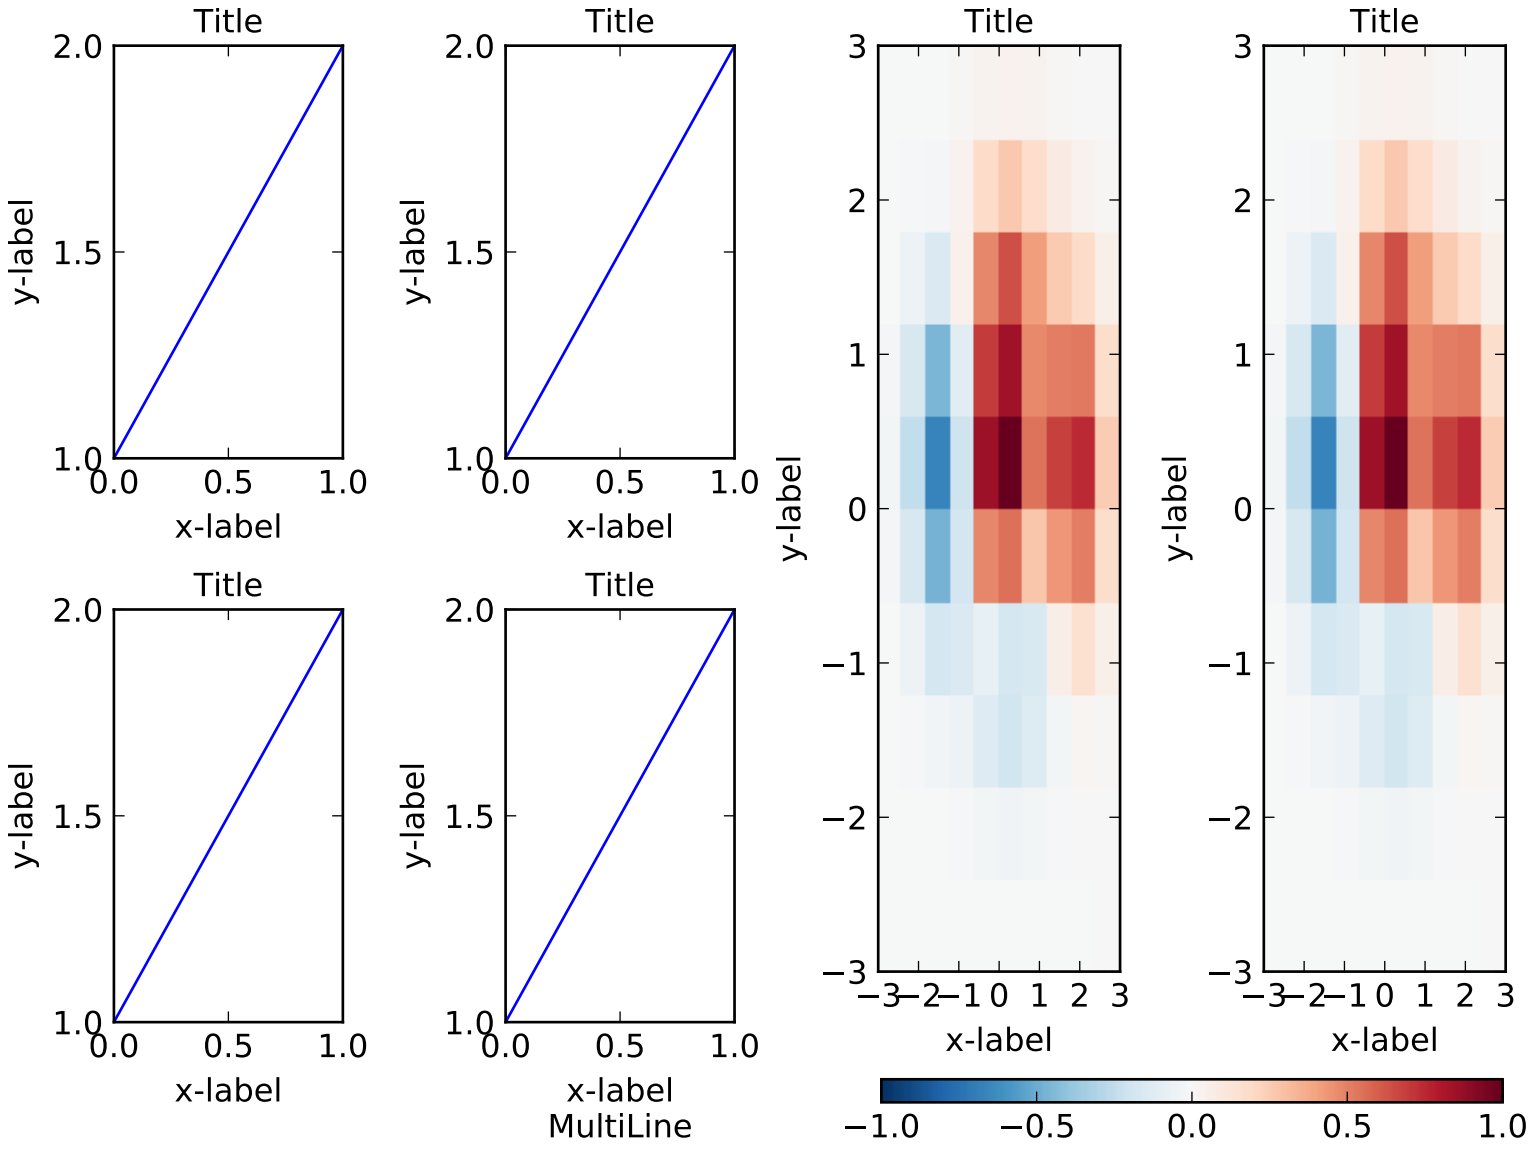 Title Title Title Title
2.0 2.0 3 3
2 2
y-label y-label
1.5 1.5
1 1
1.0 1.0
0.0 0.5 1.0 0.0 0.5 1.0
x-label x-label
y-label y-label
0 0
Title Title
2.0 2.0
−1 −1
y-label y-label
1.5 1.5
−2 −2
−3 −3
−3 −2 −1 0 1 2 3 −3 −2 −1 0 1 2 3
1.0 1.0
x-label x-label
0.0 0.5 1.0 0.0 0.5 1.0
x-label x-label
MultiLine
−1.0 −0.5 0.0 0.5 1.0